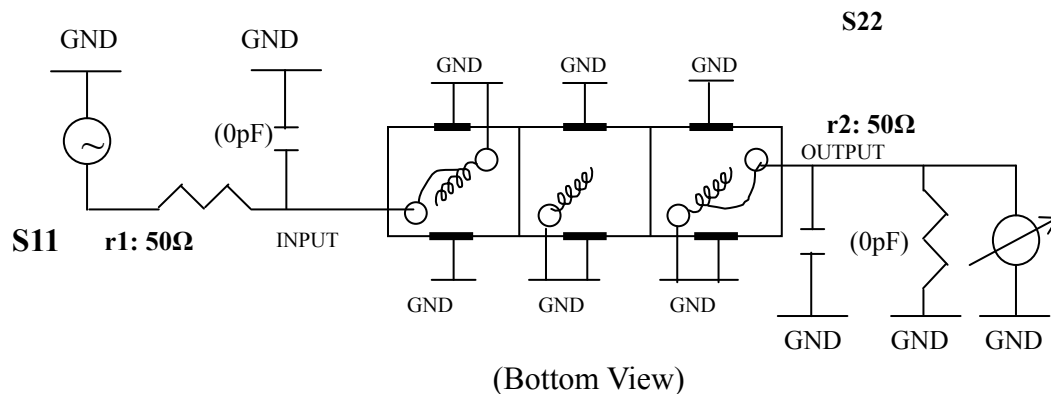 S22
GND
GND
GND
GND
GND
(0pF)
r2: 50Ω
OUTPUT
S11
r1: 50Ω
INPUT
(0pF)
GND
GND
GND
GND
GND
GND
(Bottom View)